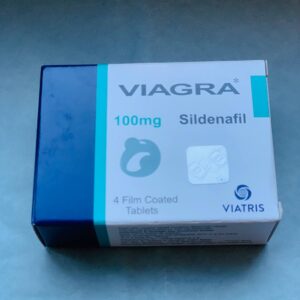 VIAGRA*
100mg Sildenafil
4 Film Coated
Tablets
VIATRIS